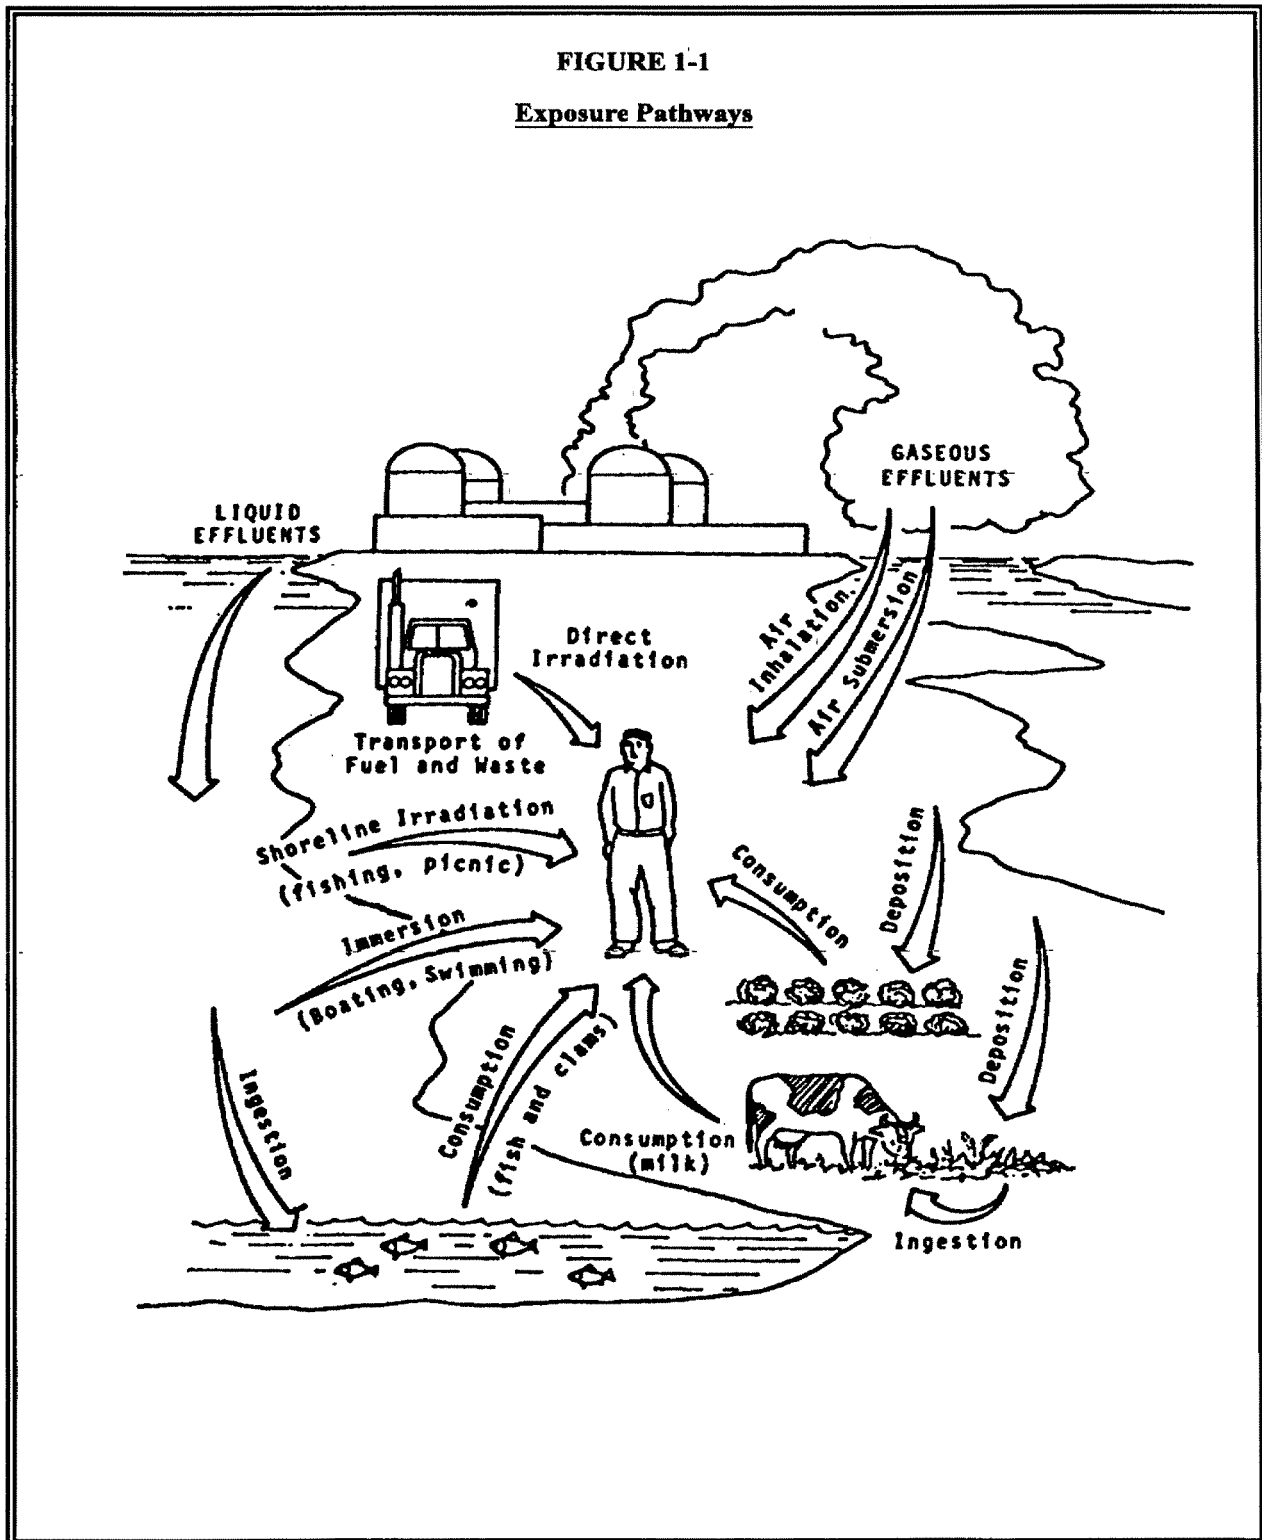 FIGURE 1-1
Exposure Pathways
GASEOUS
EFFLUENTS
LIQUID
EFFLUENTS
Air
Inhalation
Air Submersion
Direct
Irradiation
Transport of
Fuel and Waste
Shoreline Irradiation
(fishing, picnic)
Immersion
(Boating, Swimming)
Consumption
Deposition
Deposition
Ingestion
Consumption
(fish and clams)
Consumption
(milk)
Ingestion